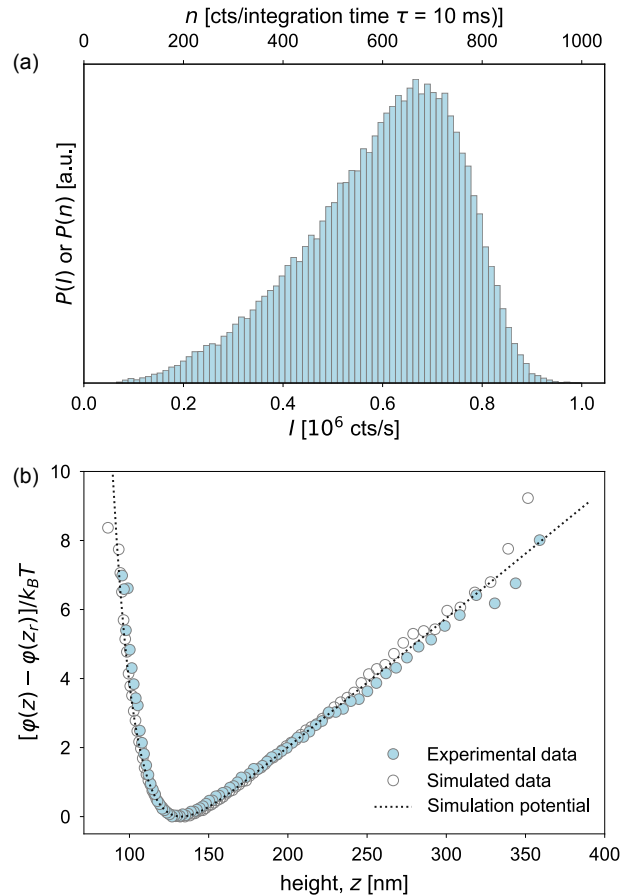 n [cts/integration time τ = 10 ms)]
0 200 400 600 800 1000
(a)
P(I) or P(n) [a.u.]
0.0 0.2 0.4 0.6 0.8 1.0
I [10⁶ cts/s]
(b)
10
8
6
4
2
0
[φ(z) − φ(zᵣ)]/k_BT
Experimental data
Simulated data
Simulation potential
100 150 200 250 300 350 400
height, z [nm]